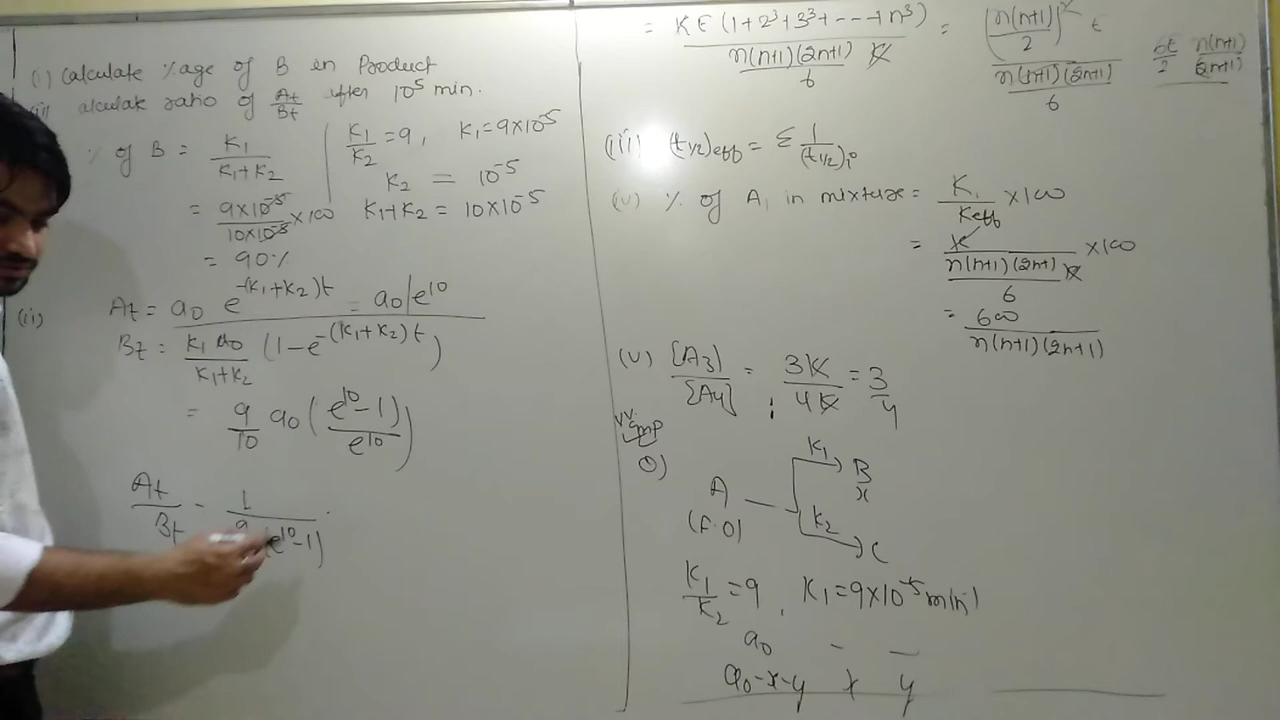 (i) Calculate %age of B in Product
(ii) alculate ratio of At/Bt after 10^5 min.
% of B = K1/(K1+K2)
K1/K2 = 9, K1 = 9×10^-5
K2 = 10^-5
= (9×10^-5)/(10×10^-5) ×100
K1+K2 = 10×10^-5
= 90%
(ii) At = a0 e^-(K1+K2)t = a0/e^10
Bt = K1 a0/(K1+K2) (1-e^-(K1+K2)t)
= 9/10 a0 ((e^10-1)/e^10)
At/Bt - 1/(9 (e^10-1))
= K t (1+2^3+3^3+---+n^3)/(n(n+1)(2n+1)/6 K) = (n(n+1)/2)^2 t/(n(n+1)(2n+1)/6)
n(n+1)
(iii) (t1/2)eff = Σ 1/(t1/2)i
(iv) % of A1 in mixture = K1/Keff ×100
= K/(n(n+1)(2n+1)K/6) ×100
= 600/(n(n+1)(2n+1))
(v) [A3]/[A4] = 3K/4K = 3/4
VV. Imp
Q)
K1
A B
x
(F.O) K2
C
K1/K2 = 9, K1 = 9×10^-5 min^-1
a0 - -
a0-x-y x y